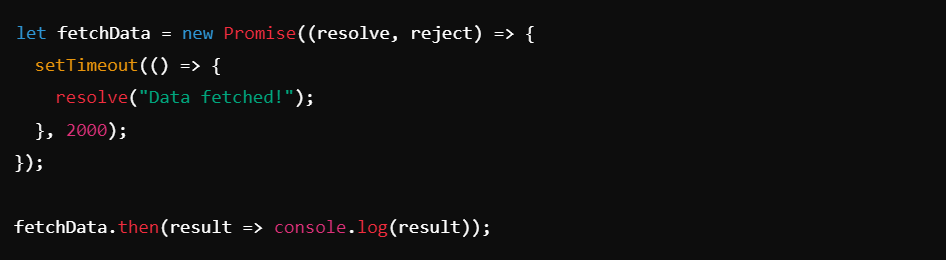 let fetchData = new Promise((resolve, reject) => {
  setTimeout(() => {
    resolve("Data fetched!");
  }, 2000);
});

fetchData.then(result => console.log(result));